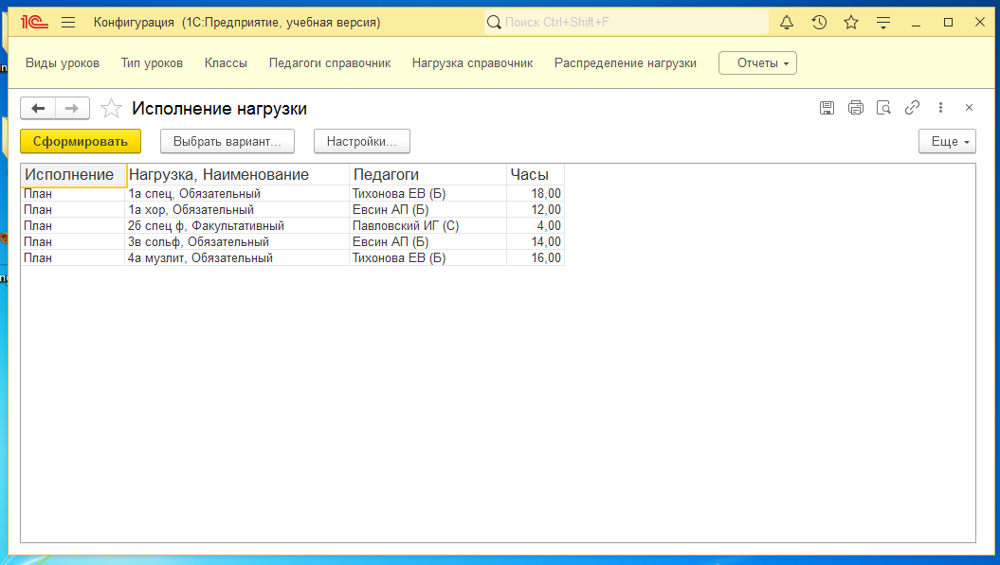 1С Конфигурация (1С:Предприятие, учебная версия) Поиск Ctrl+Shift+F
Виды уроков Тип уроков Классы Педагоги справочник Нагрузка справочник Распределение нагрузки Отчеты
Исполнение нагрузки
Сформировать Выбрать вариант... Настройки... Еще
Исполнение Нагрузка, Наименование Педагоги Часы
План 1а спец, Обязательный Тихонова ЕВ (Б) 18,00
План 1а хор, Обязательный Евсин АП (Б) 12,00
План 2б спец ф, Факультативный Павловский ИГ (С) 4,00
План 3в сольф, Обязательный Евсин АП (Б) 14,00
План 4а музлит, Обязательный Тихонова ЕВ (Б) 16,00